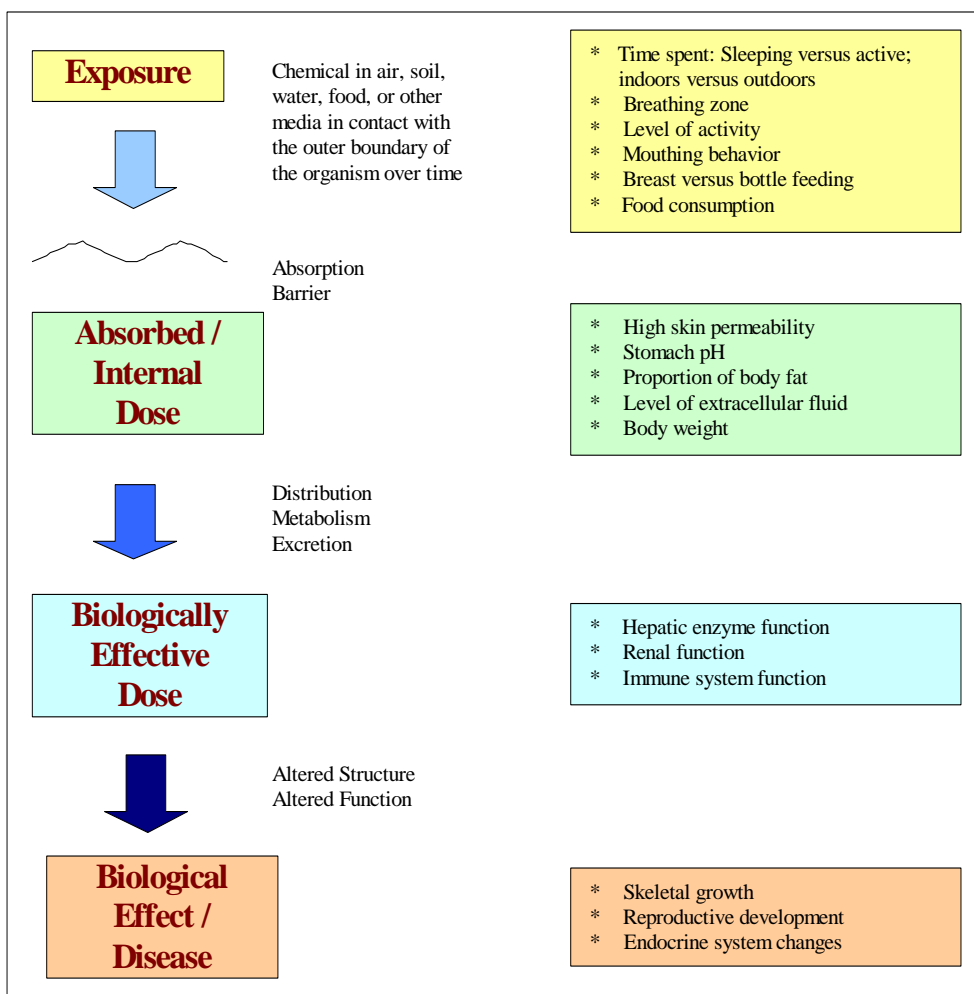 Exposure
Chemical in air, soil,
water, food, or other
media in contact with
the outer boundary of
the organism over time
* Time spent: Sleeping versus active;
indoors versus outdoors
* Breathing zone
* Level of activity
* Mouthing behavior
* Breast versus bottle feeding
* Food consumption
Absorption
Barrier
Absorbed /
Internal
Dose
* High skin permeability
* Stomach pH
* Proportion of body fat
* Level of extracellular fluid
* Body weight
Distribution
Metabolism
Excretion
Biologically
Effective
Dose
* Hepatic enzyme function
* Renal function
* Immune system function
Altered Structure
Altered Function
Biological
Effect /
Disease
* Skeletal growth
* Reproductive development
* Endocrine system changes